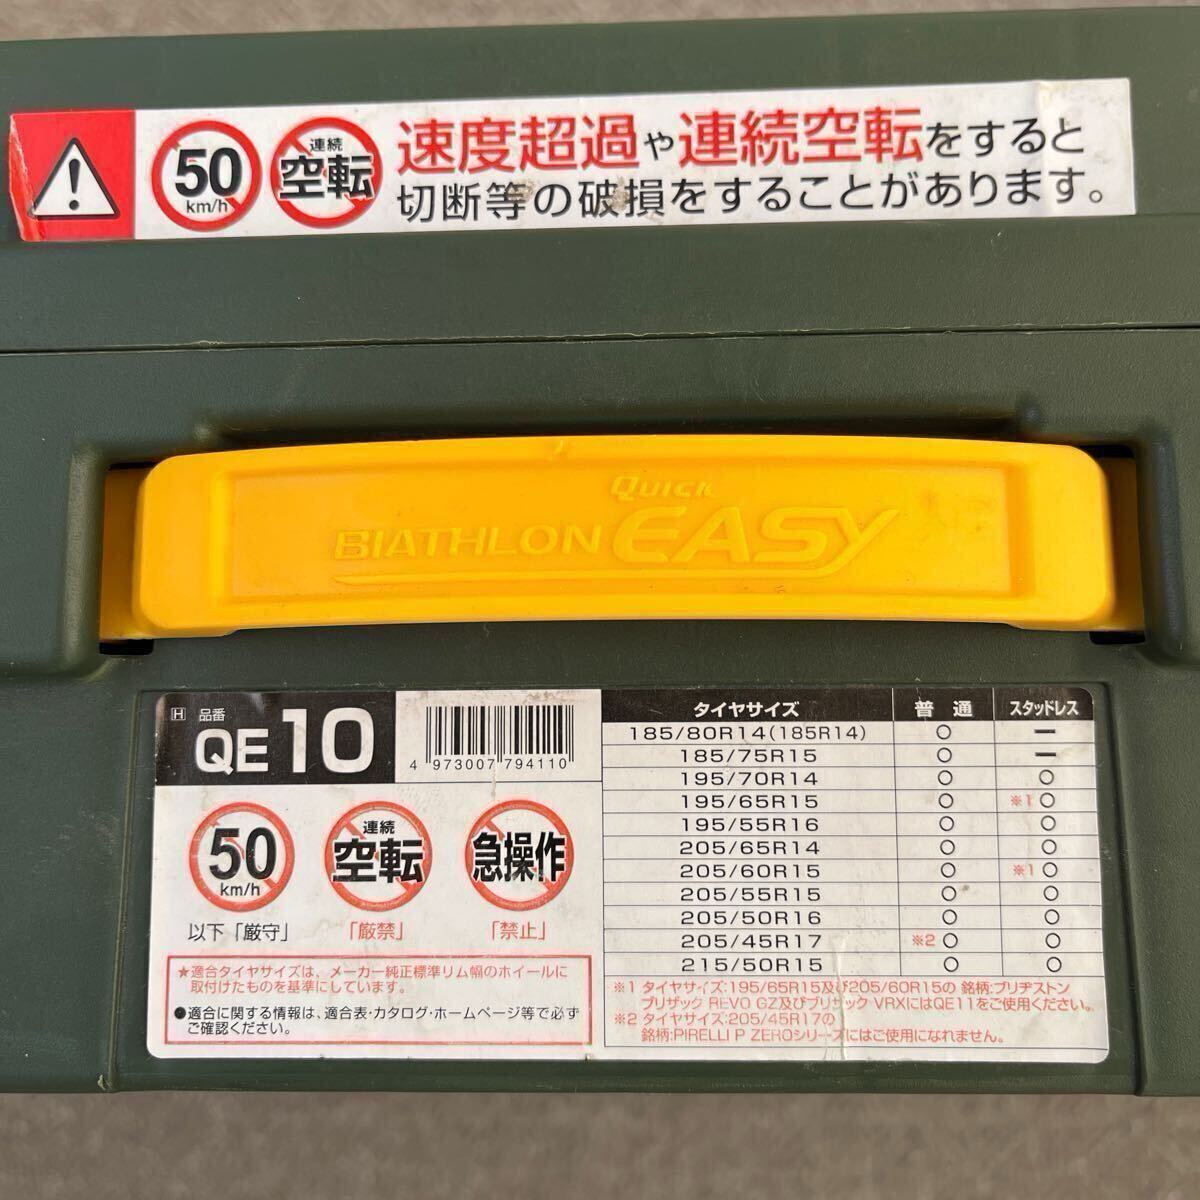 50
km/h
連続
空転
速度超過や連続空転をすると
切断等の破損をすることがあります。
QUICK
BIATHLON EASY
H 品番
QE10
4 973007 794110
50
km/h
以下「厳守」
連続
空転
「厳禁」
急操作
「禁止」
★適合タイヤサイズは、メーカー純正標準リム幅のホイールに
取付けたものを基準にしています。
●適合に関する情報は、適合表・カタログ・ホームページ等で必ず
ご確認ください。
タイヤサイズ 普通 スタッドレス
185/80R14(185R14) ○ ー
185/75R15 ○ ー
195/70R14 ○ ○
195/65R15 ○ ※1 ○
195/55R16 ○ ○
205/65R14 ○ ○
205/60R15 ○ ※1 ○
205/55R15 ○ ○
205/50R16 ○ ○
205/45R17 ※2 ○ ○
215/50R15 ○ ○
※1 タイヤサイズ:195/65R15及び205/60R15の 銘柄:ブリヂストン
ブリザック REVO GZ及びブリザック VRXにはQE11をご使用ください。
※2 タイヤサイズ:205/45R17の
銘柄:PIRELLI P ZEROシリーズにはご使用になれません。